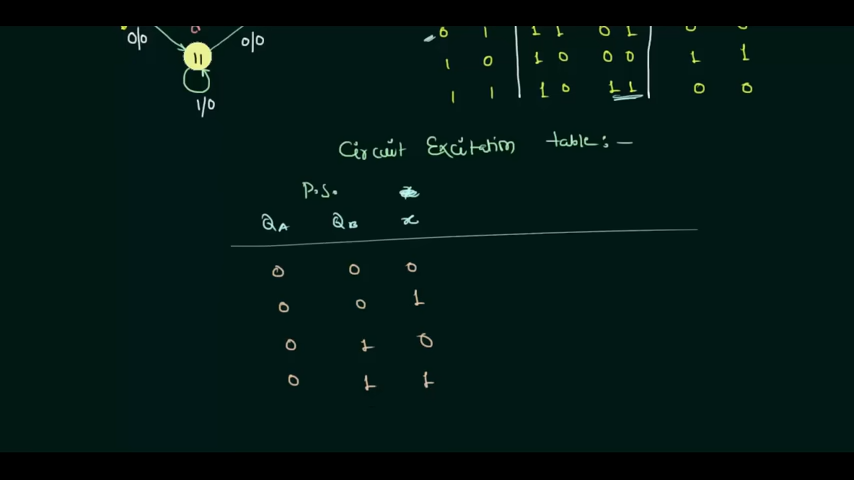 0
0/0 0/0
11
1/0
0 1 1 1 0 1 0 0
1 0 1 0 0 0 1 1
1 1 1 0 1 1 0 0
Circuit Excitation table:-
P.S.
QA QB x
0 0 0
0 0 1
0 1 0
0 1 1